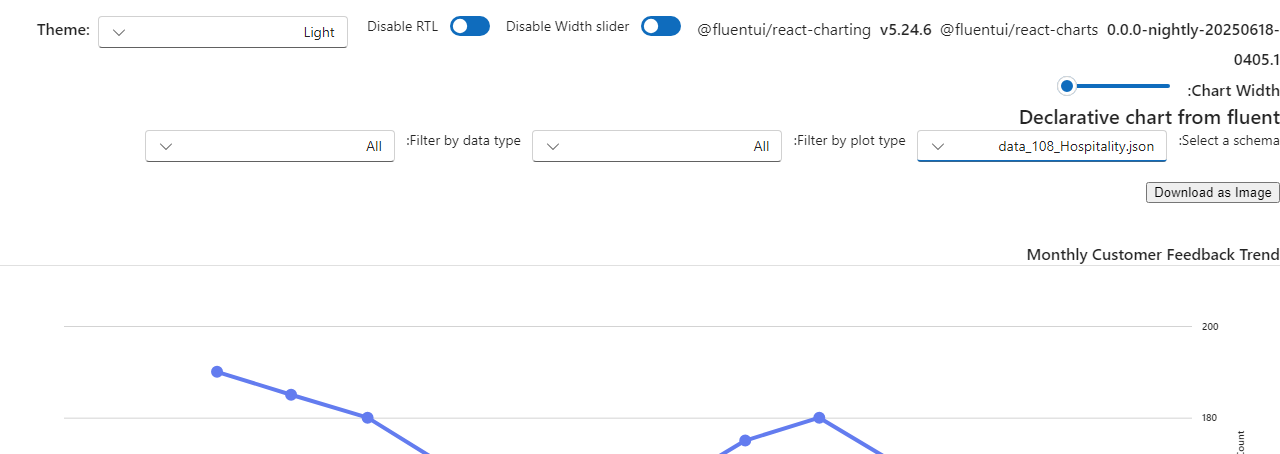 Theme: Light Disable RTL Disable Width slider @fluentui/react-charting v5.24.6 @fluentui/react-charts 0.0.0-nightly-20250618-
0405.1
:Chart Width
Declarative chart from fluent
:Select a schema data_108_Hospitality.json :Filter by plot type All :Filter by data type All
Download as Image
Monthly Customer Feedback Trend
200
180
Count